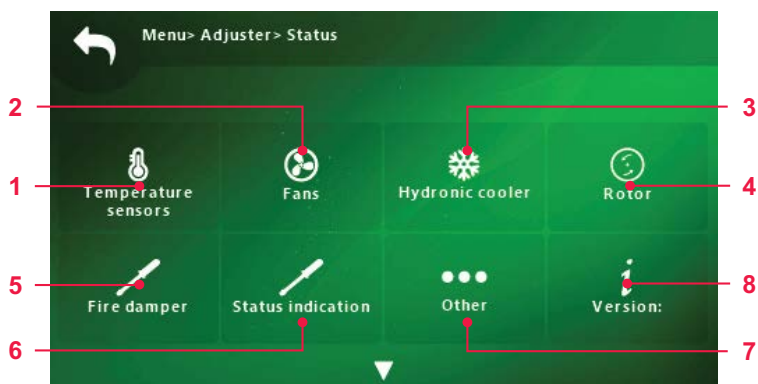 Menu> Adjuster> Status
2
3
1
Temperature
sensors
Fans
Hydronic cooler
Rotor
4
5
Fire damper
Status indication
Other
Version:
8
6
7